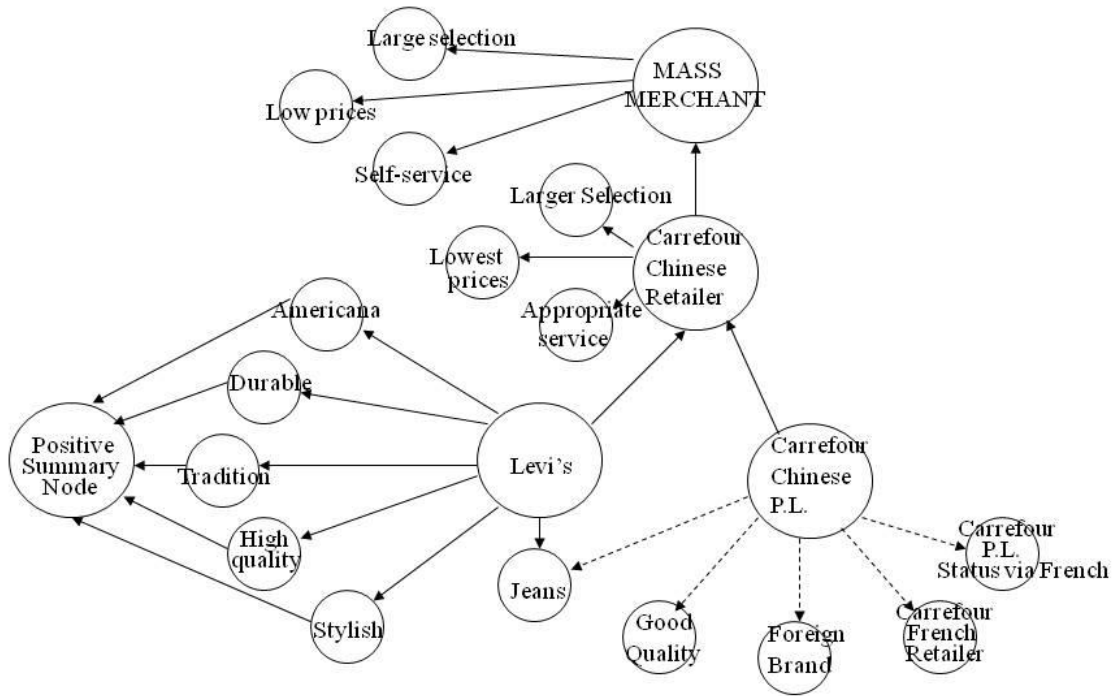 Large selection
MASS
MERCHANT
Low prices
Self-service
Larger Selection
Carrefour
Chinese
Retailer
Lowest
prices
Appropriate
service
Americana
Durable
Positive
Summary
Node
Tradition
Levi's
Carrefour
Chinese
P.L.
High
quality
Jeans
Stylish
Good
Quality
Foreign
Brand
Carrefour
French
Retailer
Carrefour
P.L.
Status via French